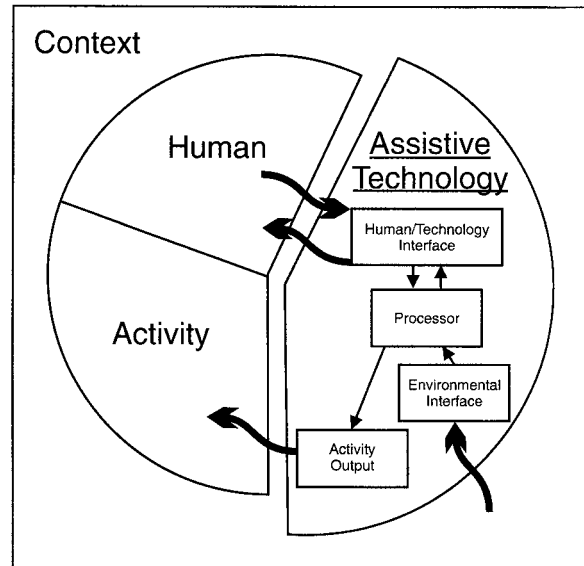 Context
Human
Assistive
Technology
Human/Technology
Interface
Processor
Activity
Environmental
Interface
Activity
Output